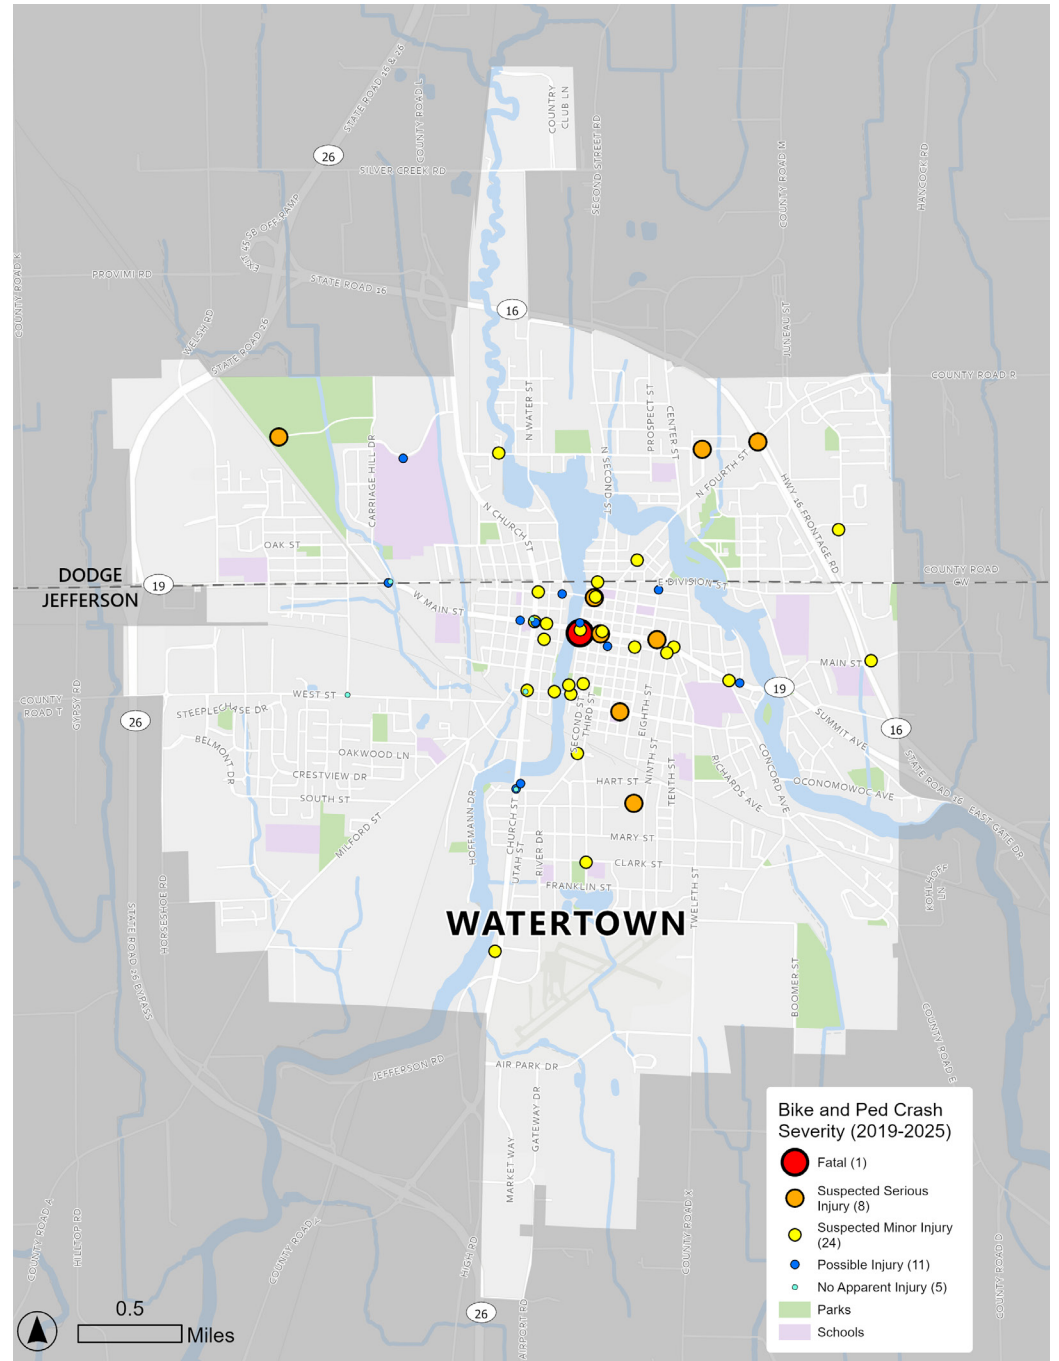 COUNTRY
CLUB LN
STATE ROAD 16 & 26
COUNTY ROAD L
SECOND STREET RD
COUNTY ROAD M
HANCOCK RD
26
SILVER CREEK RD
EXIT 45 SB OFF RAMP
COUNTY ROAD K
PROVIMI RD
STATE ROAD 16
16
JUNEAU ST
WELSH RD
STATE ROAD 26
COUNTY ROAD R
N WATER ST
PROSPECT ST
CENTER ST
CARRIAGE HILL DR
N SECOND ST
N FOURTH ST
HWY 16 FRONTAGE RD
N CHURCH ST
OAK ST
DODGE
JEFFERSON
19
E DIVISION ST
COUNTY ROAD
CW
W MAIN ST
MAIN ST
GYPSY RD
COUNTY
ROAD T
WEST ST
STEEPLECHASE DR
19
26
16
SECOND ST
THIRD ST
EIGHTH ST
SUMMIT AVE
BELMONT DR
OAKWOOD LN
NINTH ST
TENTH ST
RICHARDS AVE
CONCORD AVE
STATE ROAD 16
EAST GATE DR
CRESTVIEW DR
HART ST
OCONOMOWOC AVE
SOUTH ST
MILFORD ST
HOFFMANN DR
CHURCH ST
UTAH ST
RIVER DR
MARY ST
CLARK ST
FRANKLIN ST
TWELFTH ST
KOHLHOFF
LN
HORSESHOE RD
STATE ROAD 26 BYPASS
WATERTOWN
BOOMER ST
COUNTY ROAD E
JEFFERSON RD
AIR PARK DR
GATEWAY DR
MARKET WAY
COUNTY ROAD A
HILLTOP RD
COUNTY ROAD Y
HIGH RD
COUNTY ROAD X
COUNTY ROAD D
26
AIRPORT RD
Bike and Ped Crash
Severity (2019-2025)
Fatal (1)
Suspected Serious
Injury (8)
Suspected Minor Injury
(24)
Possible Injury (11)
No Apparent Injury (5)
Parks
Schools
0.5
Miles